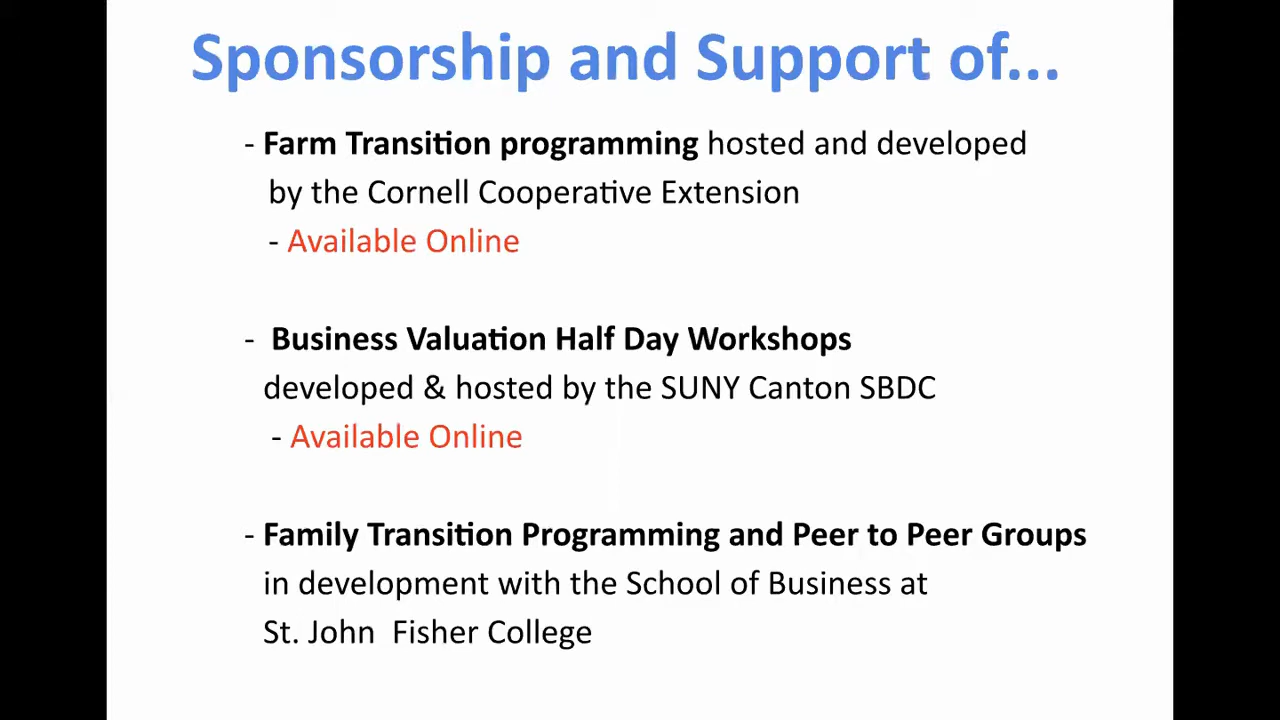 Sponsorship and Support of...
- Farm Transition programming hosted and developed
by the Cornell Cooperative Extension
- Available Online
- Business Valuation Half Day Workshops
developed & hosted by the SUNY Canton SBDC
- Available Online
- Family Transition Programming and Peer to Peer Groups
in development with the School of Business at
St. John Fisher College